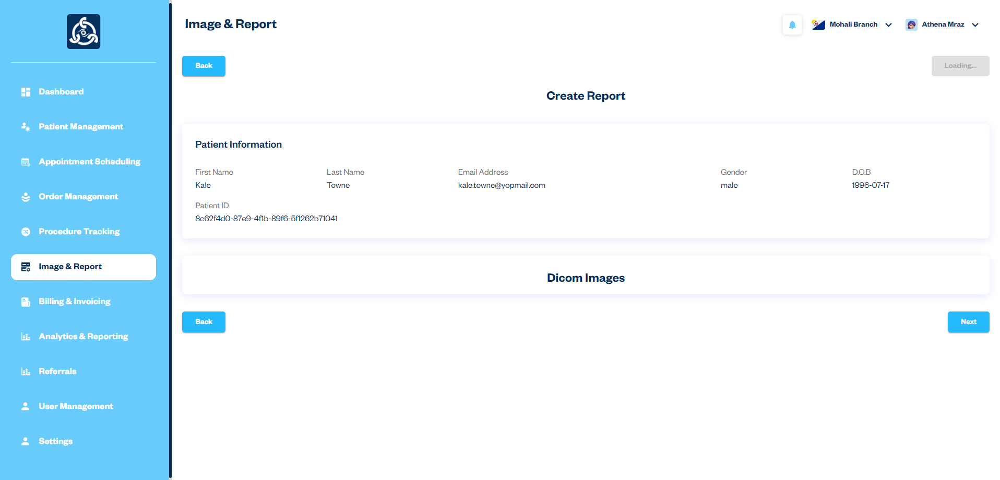 Image & Report
Mohali Branch
Athena Mraz
Back
Loading...
Create Report
Dashboard
Patient Management
Appointment Scheduling
Order Management
Procedure Tracking
Image & Report
Billing & Invoicing
Analytics & Reporting
Referrals
User Management
Settings
Patient Information
First Name
Kale
Last Name
Towne
Email Address
kale.towne@yopmail.com
Gender
male
D.O.B
1996-07-17
Patient ID
8c62f4d0-87e9-4f1b-89f6-5f1262b71041
Dicom Images
Back
Next